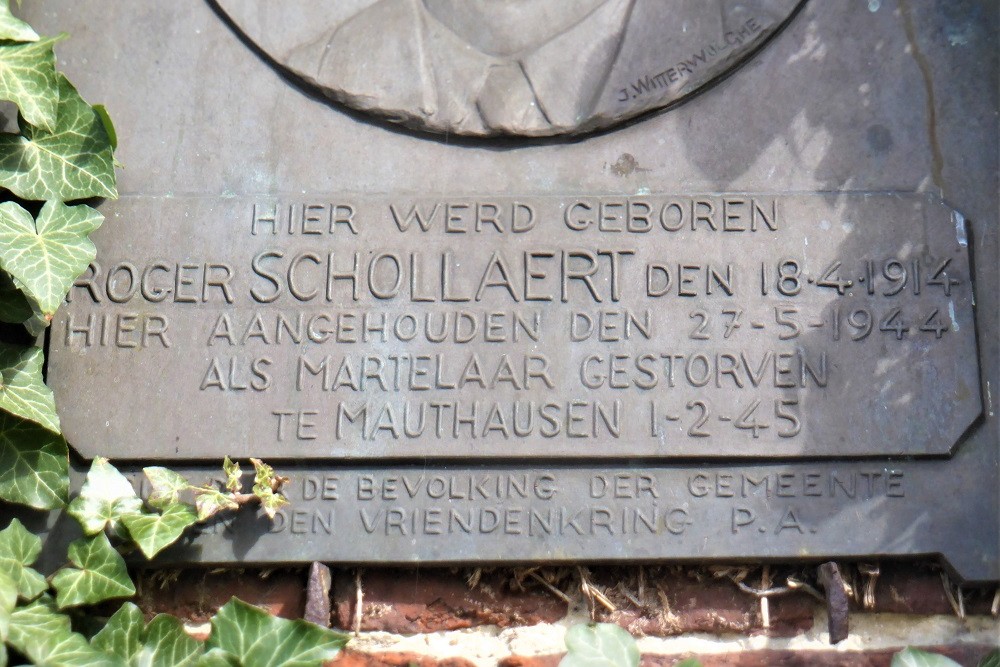 J. WITTERWULGHE
HIER WERD GEBOREN
ROGER SCHOLLAERT DEN 18·4·1914
HIER AANGEHOUDEN DEN 27-5-1944
ALS MARTELAAR GESTORVEN
TE MAUTHAUSEN 1-2-45
DE BEVOLKING DER GEMEENTE
DEN VRIENDENKRING P.A.